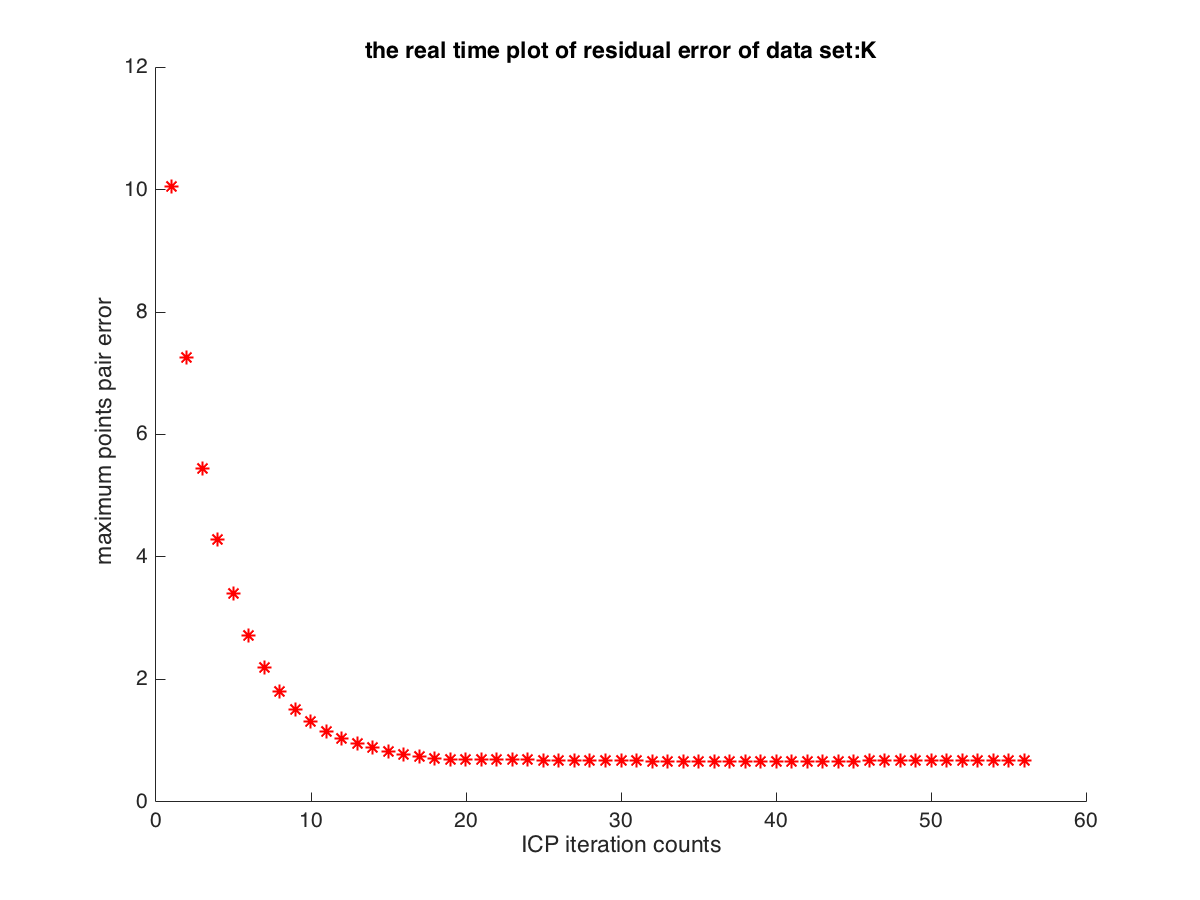 the real time plot of residual error of data set:K
12
10
8
6
4
2
0
maximum points pair error
0 10 20 30 40 50 60
ICP iteration counts